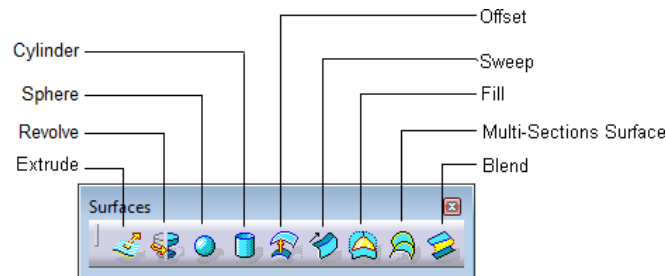 Offset
Cylinder
Sweep
Sphere
Fill
Revolve
Multi-Sections Surface
Extrude
Blend
Surfaces